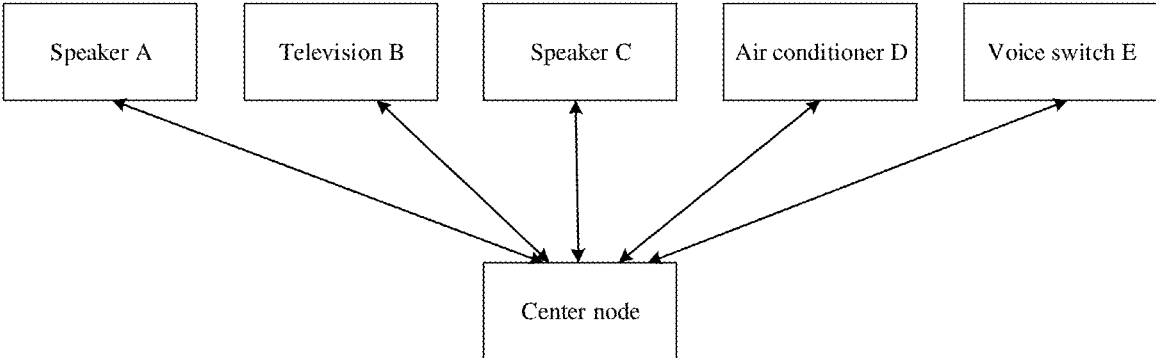 Speaker A
Television B
Speaker C
Air conditioner D
Voice switch E
Center node